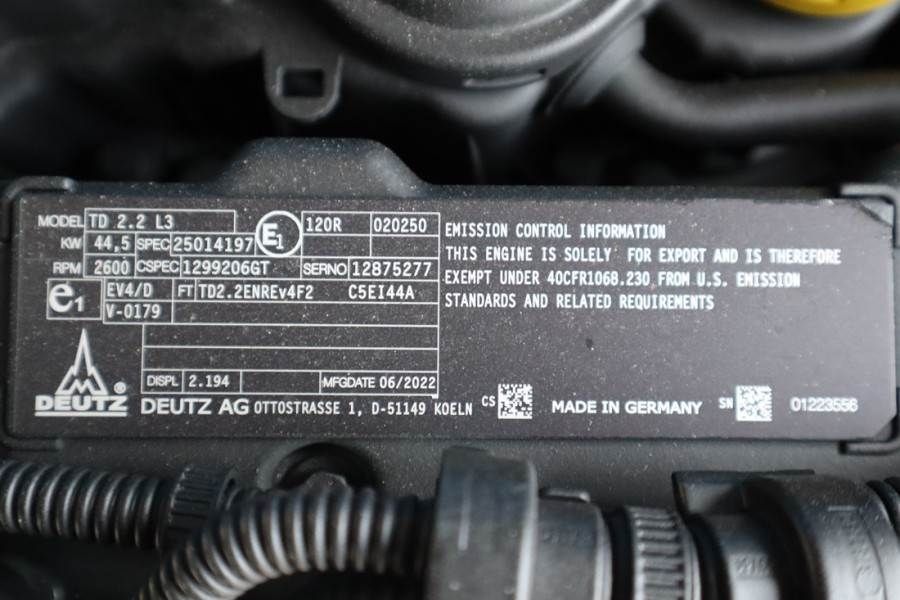 MODEL TD 2.2 L3 E1 120R 020250
KW 44,5 SPEC 25014197
RPM 2600 CSPEC 1299206GT SERNO 12875277
e1 EV4/D FT TD2.2ENREv4F2 C5EI44A
V-0179
DISPL 2.194 MFGDATE 06/2022
DEUTZ® DEUTZ AG OTTOSTRASSE 1, D-51149 KOELN CS MADE IN GERMANY SN 01223556
EMISSION CONTROL INFORMATION
THIS ENGINE IS SOLELY FOR EXPORT AND IS THEREFORE
EXEMPT UNDER 40CFR1068.230 FROM U.S. EMISSION
STANDARDS AND RELATED REQUIREMENTS